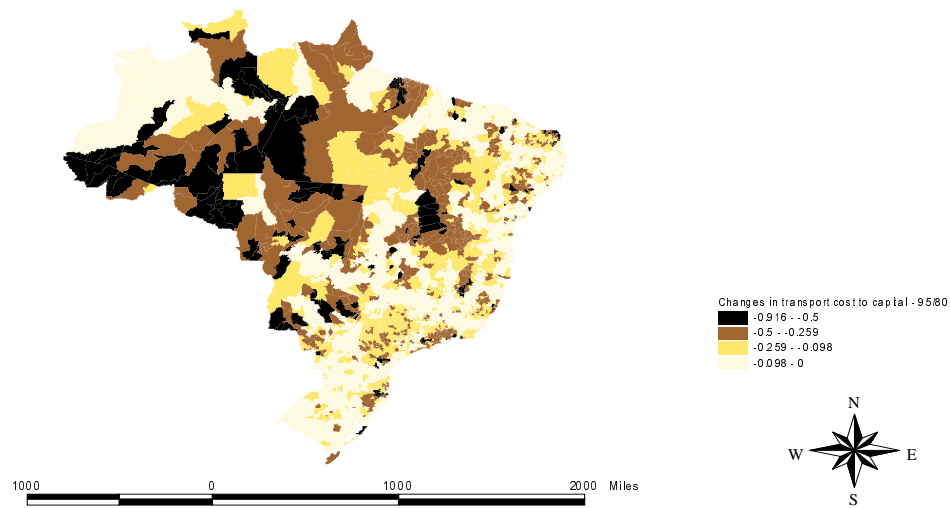 Changes in transport cost to capital - 95/80
-0.916 - -0.5
-0.5 - -0.259
-0.259 - -0.098
-0.098 - 0
N
W E
S
1000 0 1000 2000 Miles